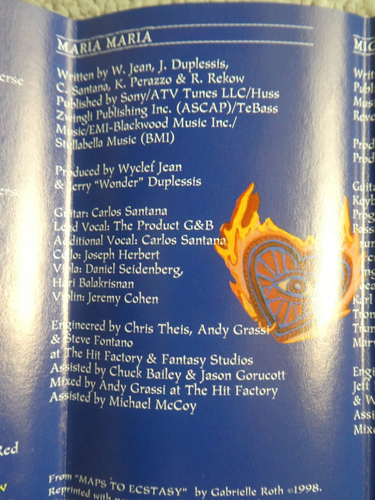 MARIA MARIA
Written by W. Jean, J. Duplessis,
C. Santana, K. Perazzo & R. Rekow
Published by Sony/ATV Tunes LLC/Huss
Zwingli Publishing Inc. (ASCAP)/TeBass
Music/EMI-Blackwood Music Inc./
Stellabella Music (BMI)
Produced by Wyclef Jean
& Jerry "Wonder" Duplessis
Guitar: Carlos Santana
Lead Vocal: The Product G&B
Additional Vocal: Carlos Santana
Cello: Joseph Herbert
Viola: Daniel Seidenberg,
Hari Balakrisnan
Violin: Jeremy Cohen
Engineered by Chris Theis, Andy Grassi
& Steve Fontano
at The Hit Factory & Fantasy Studios
Assisted by Chuck Bailey & Jason Gorucott
Mixed by Andy Grassi at The Hit Factory
Assisted by Michael McCoy
From "MAPS TO ECSTASY" by Gabrielle Roth ©1998.
Reprinted with